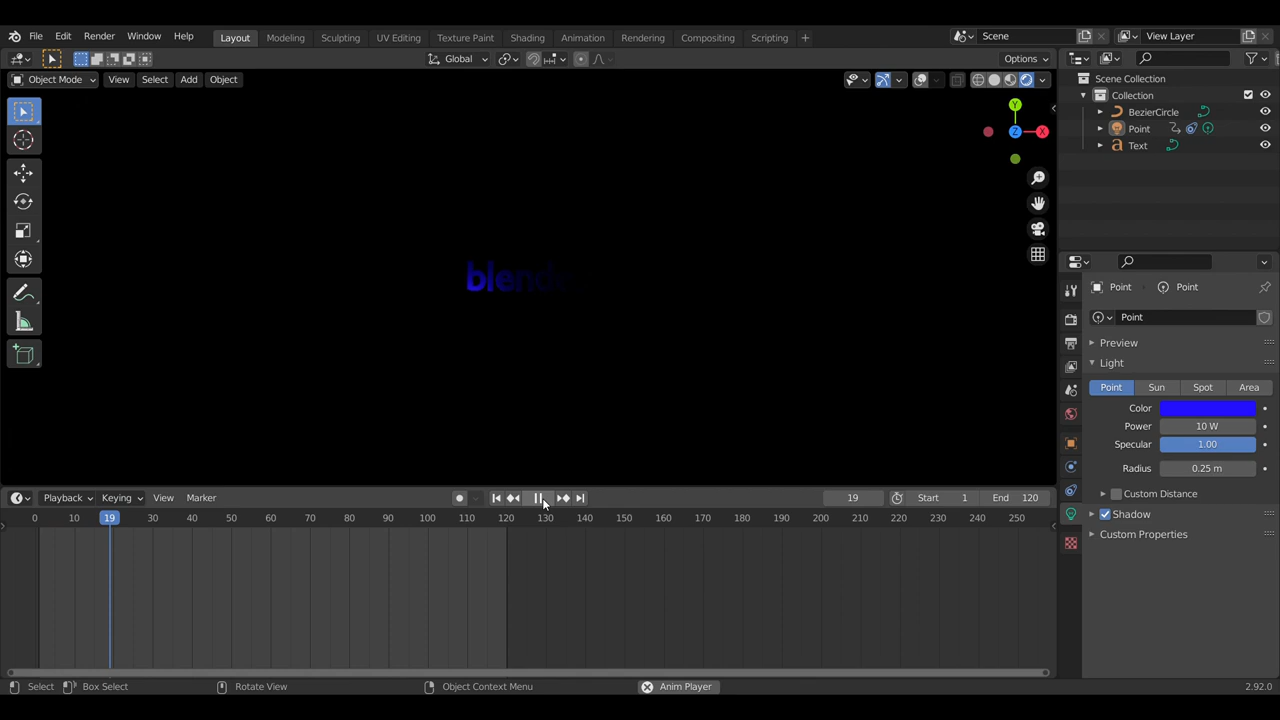 File Edit Render Window Help Layout Modeling Sculpting UV Editing Texture Paint Shading Animation Rendering Compositing Scripting + Scene View Layer
Global Options
Object Mode View Select Add Object
Scene Collection
Collection
BezierCircle
Point
Text
Y
Z X
blende
Point Point
Point
Preview
Light
Point Sun Spot Area
Color
Power 10 W
Specular 1.00
Radius 0.25 m
Custom Distance
Shadow
Custom Properties
Playback Keying View Marker 19 Start 1 End 120
0 10 19 30 40 50 60 70 80 90 100 110 120 130 140 150 160 170 180 190 200 210 220 230 240 250
Select Box Select Rotate View Object Context Menu Anim Player 2.92.0